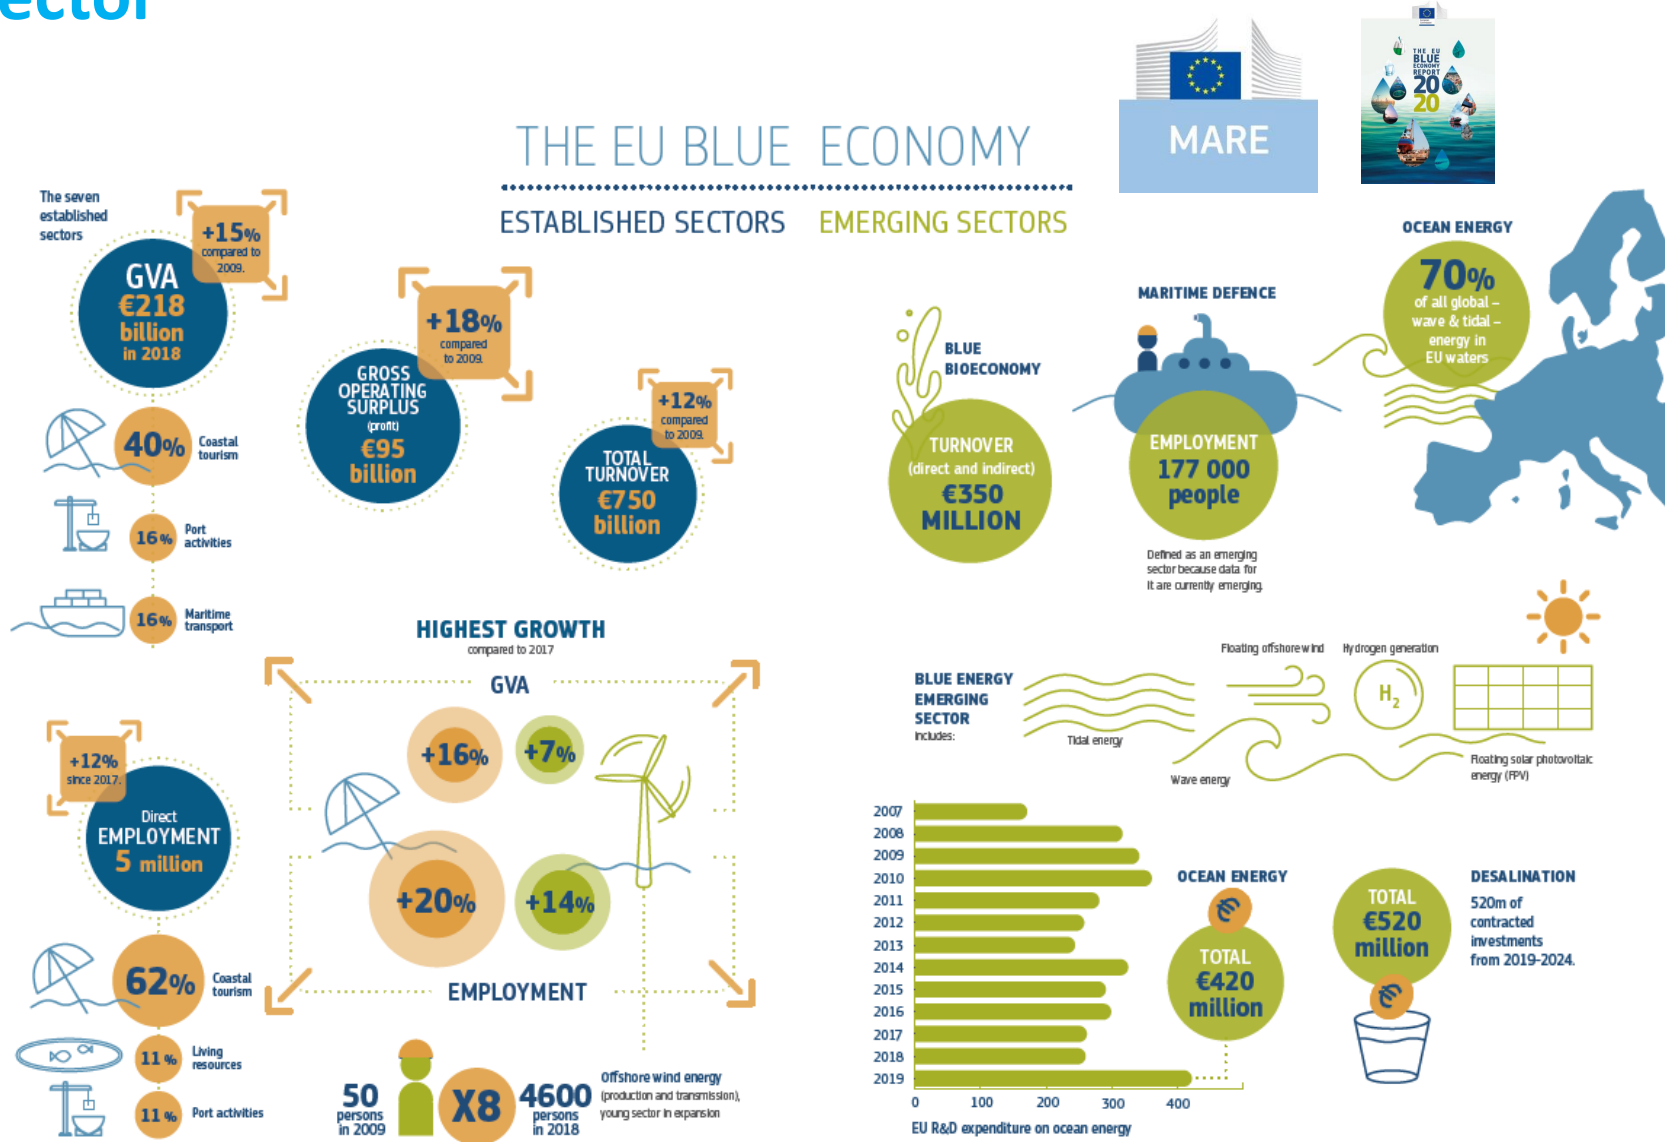 ector
THE EU
BLUE
ECONOMY
REPORT
20
20
MARE
THE EU BLUE ECONOMY
ESTABLISHED SECTORS EMERGING SECTORS
The seven
established
sectors
+15%
compared to
2009.
GVA
€218
billion
in 2018
40%
Coastal
tourism
16%
Port
activities
16%
Maritime
transport
+18%
compared
to 2009.
GROSS
OPERATING
SURPLUS
(profit)
€95
billion
+12%
compared
to 2009.
TOTAL
TURNOVER
€750
billion
HIGHEST GROWTH
compared to 2017
GVA
+16%
+7%
+20%
+14%
EMPLOYMENT
+12%
since 2017.
Direct
EMPLOYMENT
5 million
62%
Coastal
tourism
11%
Living
resources
11%
Port activities
50
persons
in 2009
X8
4600
persons
in 2018
Offshore wind energy
(production and transmission),
young sector in expansion
BLUE
BIOECONOMY
TURNOVER
(direct and indirect)
€350
MILLION
MARITIME DEFENCE
EMPLOYMENT
177 000
people
Defined as an emerging
sector because data for
it are currently emerging.
OCEAN ENERGY
70%
of all global –
wave & tidal –
energy in
EU waters
BLUE ENERGY
EMERGING
SECTOR
Includes:
Tidal energy
Wave energy
Floating offshore wind
Hydrogen generation
H2
Floating solar photovoltaic
energy (FPV)
2007
2008
2009
2010
2011
2012
2013
2014
2015
2016
2017
2018
2019
0 100 200 300 400
EU R&D expenditure on ocean energy
OCEAN ENERGY
TOTAL
€420
million
TOTAL
€520
million
DESALINATION
520m of
contracted
investments
from 2019-2024.